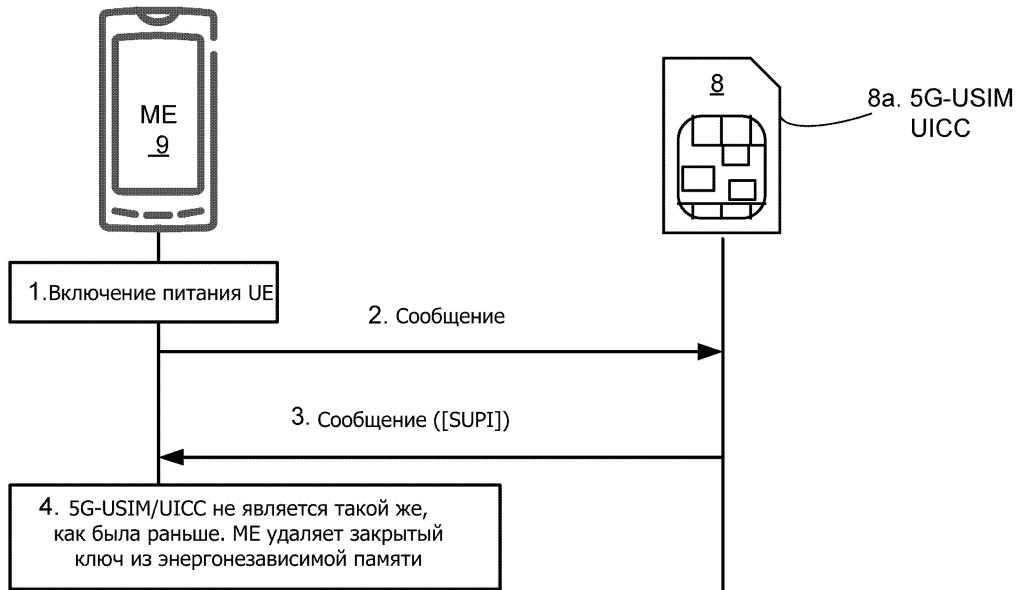 ME
9
8
8a. 5G-USIM
UICC
1.Включение питания UE
2. Сообщение
3. Сообщение ([SUPI])
4. 5G-USIM/UICC не является такой же,
как была раньше. ME удаляет закрытый
ключ из энергонезависимой памяти